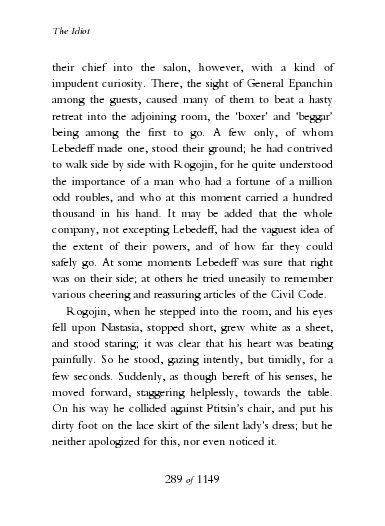 The Idiot
their chief into the salon, however, with a kind of
impudent curiosity. There, the sight of General Epanchin
among the guests, caused many of them to beat a hasty
retreat into the adjoining room, the ‘boxer’ and ‘beggar’
being among the first to go. A few only, of whom
Lebedeff made one, stood their ground; he had contrived
to walk side by side with Rogojin, for he quite understood
the importance of a man who had a fortune of a million
odd roubles, and who at this moment carried a hundred
thousand in his hand. It may be added that the whole
company, not excepting Lebedeff, had the vaguest idea of
the extent of their powers, and of how far they could
safely go. At some moments Lebedeff was sure that right
was on their side; at others he tried uneasily to remember
various cheering and reassuring articles of the Civil Code.
Rogojin, when he stepped into the room, and his eyes
fell upon Nastasia, stopped short, grew white as a sheet,
and stood staring; it was clear that his heart was beating
painfully. So he stood, gazing intently, but timidly, for a
few seconds. Suddenly, as though bereft of his senses, he
moved forward, staggering helplessly, towards the table.
On his way he collided against Ptitsin’s chair, and put his
dirty foot on the lace skirt of the silent lady’s dress; but he
neither apologized for this, nor even noticed it.
289 of 1149